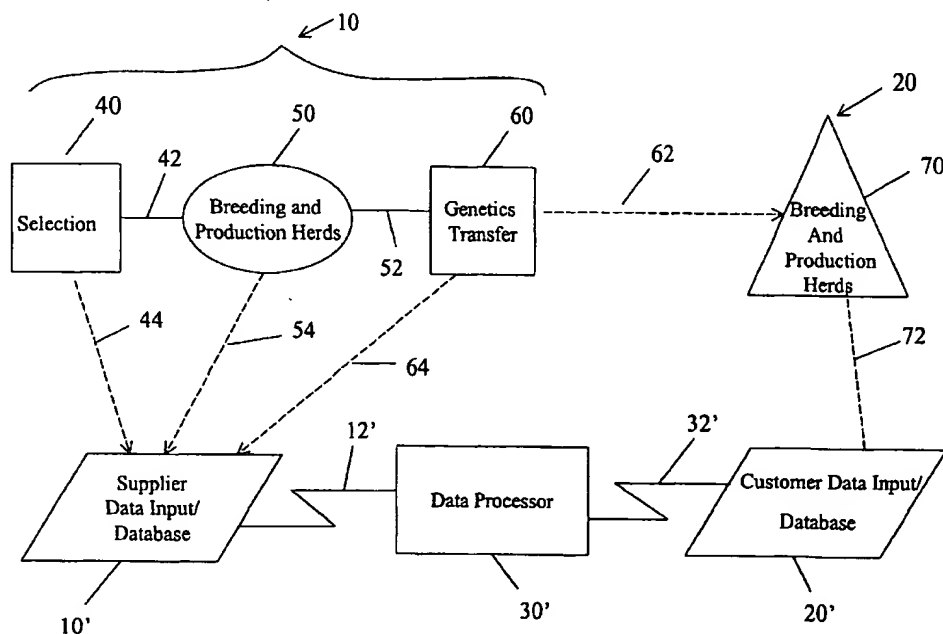 10
40
50
60
20
42
62
70
Selection
Breeding and
Production Herds
Genetics
Transfer
Breeding
And
Production
Herds
52
44
54
64
72
12'
32'
Supplier
Data Input/
Database
Data Processor
Customer Data Input/
Database
10'
30'
20'